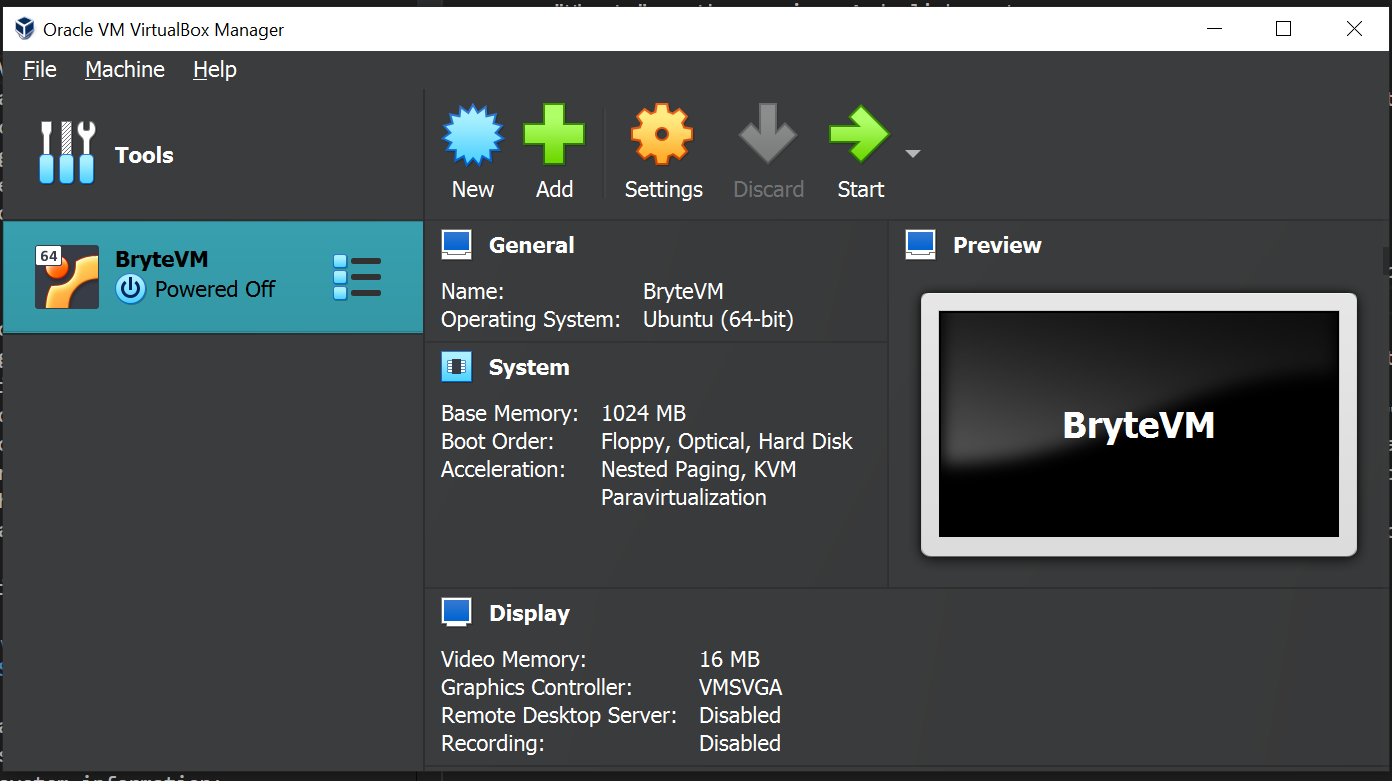 Oracle VM VirtualBox Manager
File Machine Help
Tools
New Add Settings Discard Start
64
BryteVM
Powered Off
General
Name: BryteVM
Operating System: Ubuntu (64-bit)
System
Base Memory: 1024 MB
Boot Order: Floppy, Optical, Hard Disk
Acceleration: Nested Paging, KVM
Paravirtualization
Preview
BryteVM
Display
Video Memory: 16 MB
Graphics Controller: VMSVGA
Remote Desktop Server: Disabled
Recording: Disabled